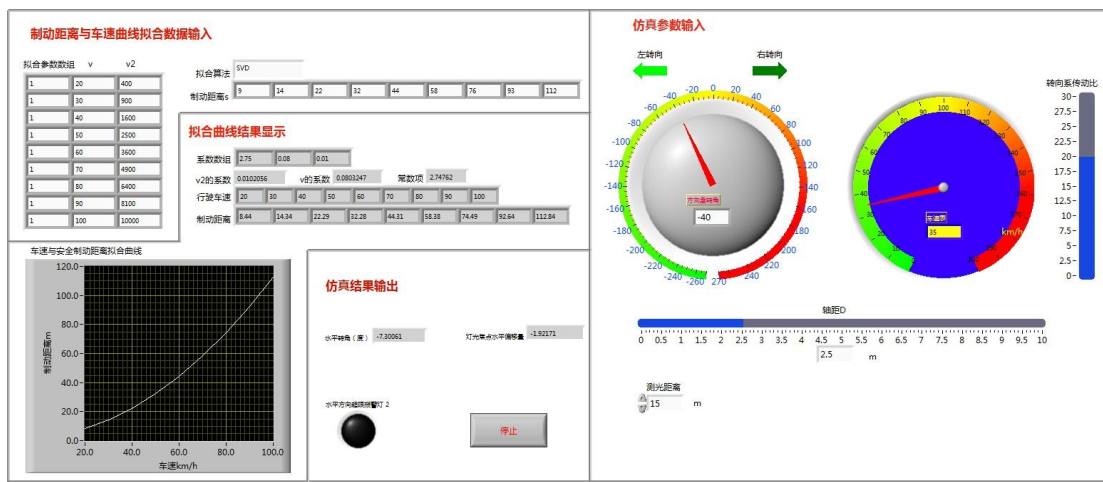 制动距离与车速曲线拟合数据输入
拟合参数数组 v v2
1 20 400
1 30 900
1 40 1600
1 50 2500
1 60 3600
1 70 4900
1 80 6400
1 90 8100
1 100 10000
拟合算法 SVD
制动距离s 9 14 22 32 44 58 76 93 112
拟合曲线结果显示
系数数组 2.75 0.08 0.01
v2的系数 0.0102056 v的系数 0.0803247 常数项 2.74762
行驶车速 20 30 40 50 60 70 80 90 100
制动距离 8.44 14.34 22.29 32.28 44.31 58.38 74.49 92.64 112.84
车速与安全制动距离拟合曲线
制动距离m
120.0
100.0
80.0
60.0
40.0
20.0
0.0
20.0 40.0 60.0 80.0 100.0
车速km/h
仿真结果输出
水平转角（度） -7.30061
灯光集点水平偏移量 -1.92171
水平方向超限报警灯 2
停止
仿真参数输入
左转向 右转向
-260 -240 -220 -200 -180 -160 -140 -120 -100 -80 -60 -40 -20 0 20 40 60 80 100 120 140 160 180 200 220 240 270
方向盘转角
-40
90 100 110
车速表
35
km/h
转向系传动比
30
27.5
25
22.5
20
17.5
15
12.5
10
7.5
5
2.5
0
轴距D
0 0.5 1 1.5 2 2.5 3 3.5 4 4.5 5 5.5 6 6.5 7 7.5 8 8.5 9 9.5 10
2.5 m
测光距离
15 m